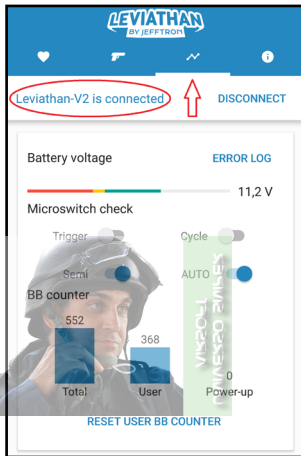 LEVIATHAN
BY JEFFTRON
Leviathan-V2 is connected DISCONNECT
Battery voltage ERROR LOG
11,2 V
Microswitch check
Trigger Cycle
Semi AUTO
BB counter
552 368 0
Total User Power-up
RESET USER BB COUNTER